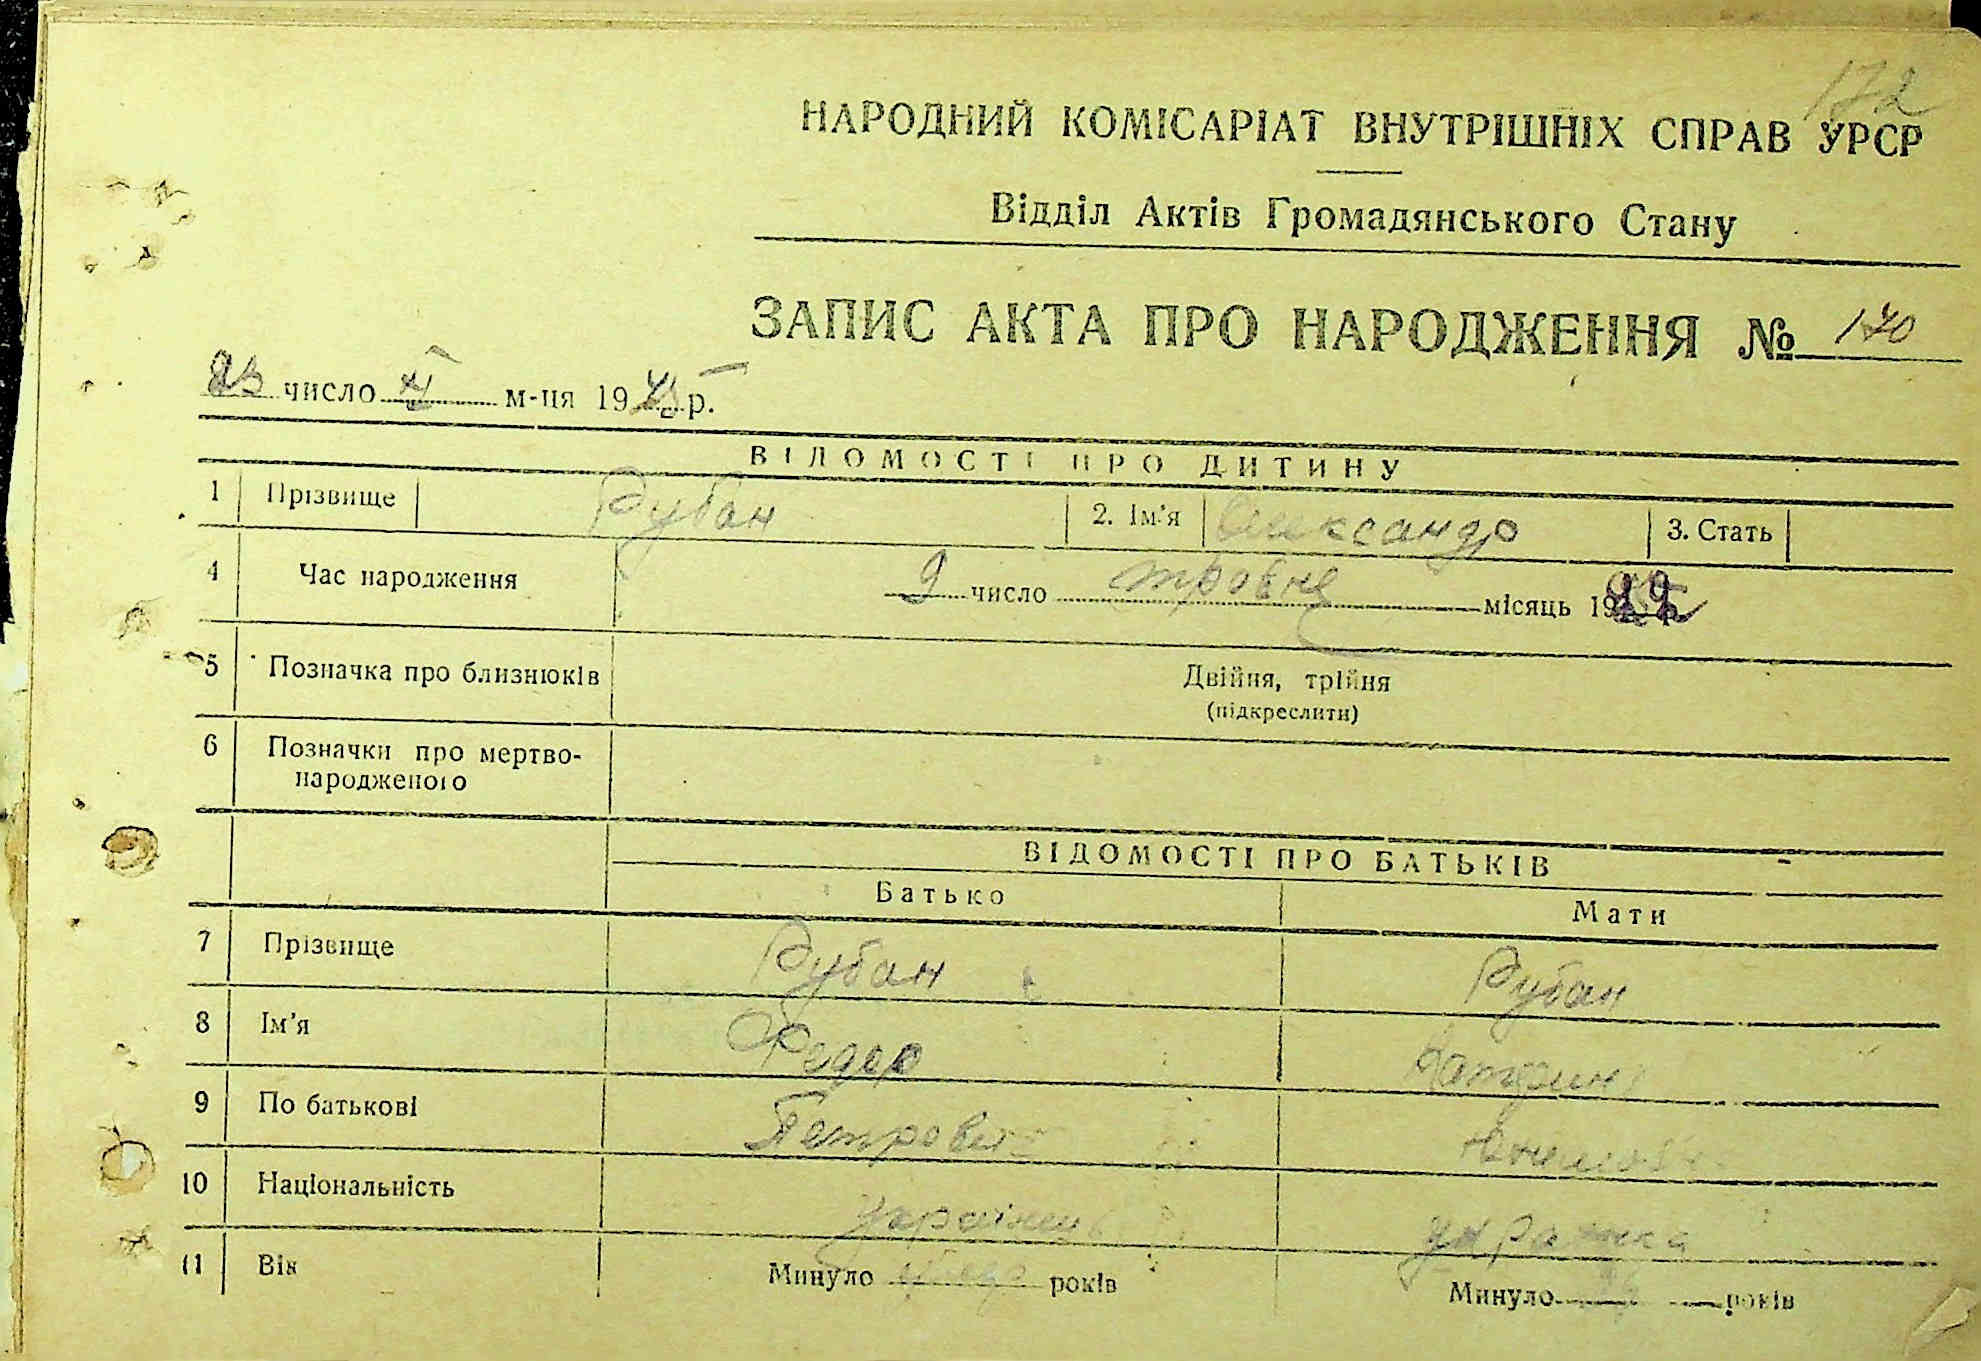 172
НАРОДНИЙ КОМІСАРІАТ ВНУТРІШНІХ СПРАВ УРСР
Відділ Актів Громадянського Стану
ЗАПИС АКТА ПРО НАРОДЖЕННЯ № 170
23 число м-ця 19 р.
ВІДОМОСТІ ПРО ДИТИНУ
1 Прізвище Рубан 2. Ім'я Олександр 3. Стать
4 Час народження 9 число травня місяць 19
5 Позначка про близнюків Двійня, трійня
(підкреслити)
6 Позначки про мертво-
народженого
ВІДОМОСТІ ПРО БАТЬКІВ
Батько Мати
7 Прізвище Рубан Рубан
8 Ім'я Федор
9 По батькові Петрович
10 Національність українець українка
11 Вік Минуло років Минуло років